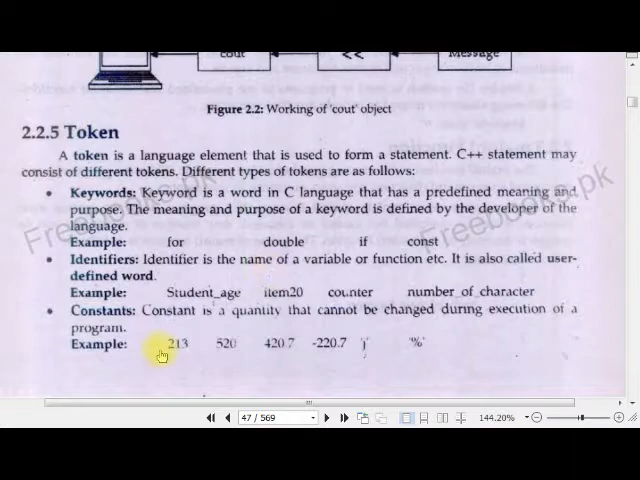 cout
<<
Message
Figure 2.2: Working of 'cout' object
2.2.5 Token
A token is a language element that is used to form a statement. C++ statement may
consist of different tokens. Different types of tokens are as follows:
• Keywords: Keyword is a word in C language that has a predefined meaning and
purpose. The meaning and purpose of a keyword is defined by the developer of the
language.
Example: for double if const
• Identifiers: Identifier is the name of a variable or function etc. It is also called user-
defined word.
Example: Student_age item20 counter number_of_character
• Constants: Constant is a quantity that cannot be changed during execution of a
program.
Example: 213 520 420.7 -220.7 '%'
Freebooks.pk
Freebooks.pk
47 / 569
144.20%